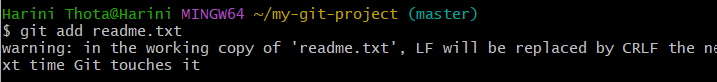 Harini Thota@Harini MINGW64 ~/my-git-project (master)
$ git add readme.txt
warning: in the working copy of 'readme.txt', LF will be replaced by CRLF the ne
xt time Git touches it